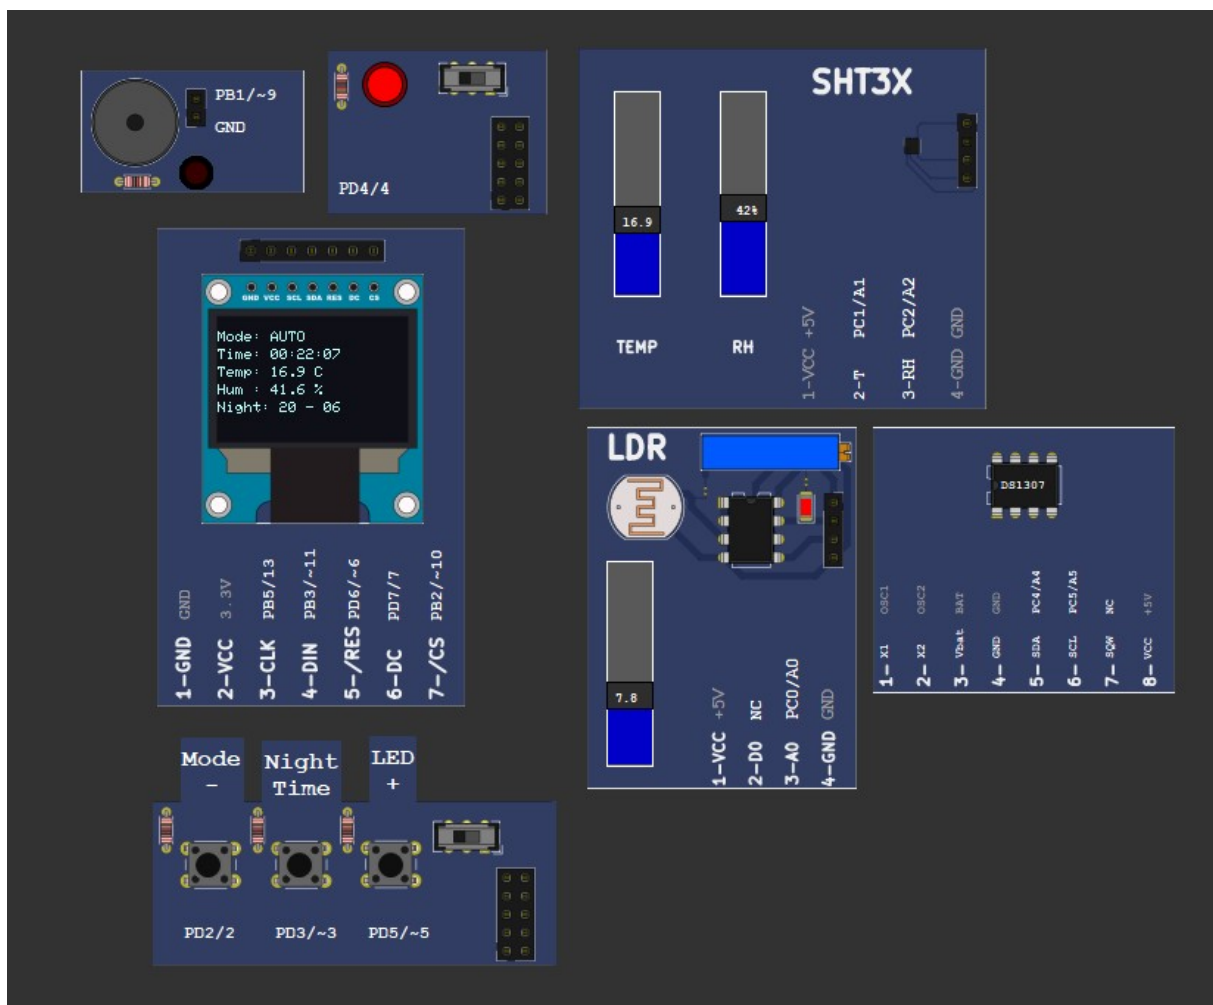 PB1/~9
GND
PD4/4
SHT3X
16.9
42%
TEMP
RH
1-VCC +5V
2-T PC1/A1
3-RH PC2/A2
4-GND GND
GND VCC SCL SDA RES DC CS
Mode: AUTO
Time: 00:22:07
Temp: 16.9 C
Hum : 41.6 %
Night: 20 - 06
1-GND GND
2-VCC 3.3V
3-CLK PB5/13
4-DIN PB3/~11
5-/RES PD6/~6
6-DC PD7/7
7-/CS PB2/~10
LDR
7.8
1-VCC +5V
2-DO NC
3-AO PC0/A0
4-GND GND
DS1307
1- X1 OSC1
2- X2 OSC2
3- Vbat BAT
4- GND GND
5- SDA PC4/A4
6- SCL PC5/A5
7- SQW NC
8- VCC +5V
Mode
-
Night
Time
LED
+
PD2/2
PD3/~3
PD5/~5